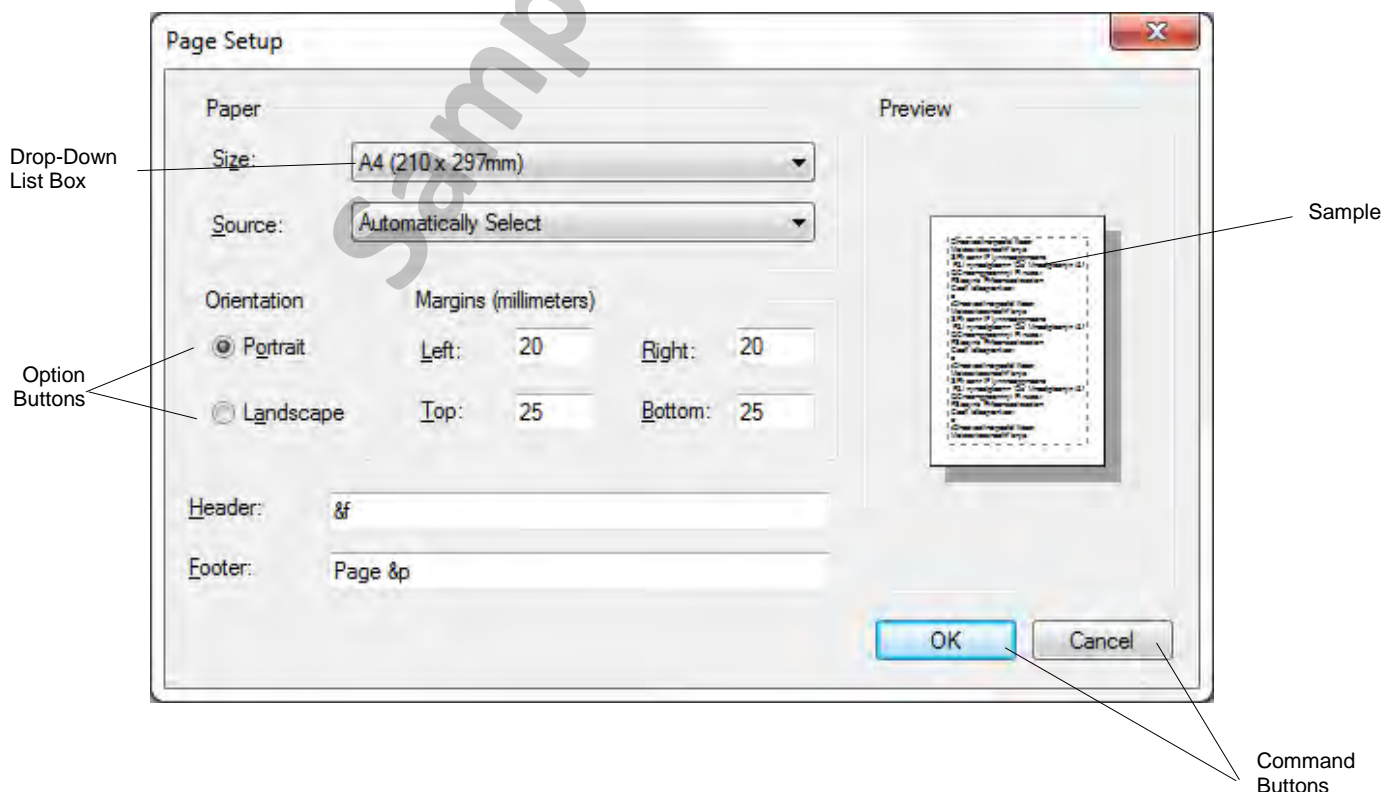 Page Setup
Paper
Preview
Drop-Down
List Box
Size:
A4 (210 x 297mm)
Source:
Automatically Select
Sample
Orientation
Margins (millimeters)
Option
Buttons
Portrait
Left:
20
Right:
20
Landscape
Top:
25
Bottom:
25
Header:
&f
Footer:
Page &p
OK
Cancel
Command
Buttons